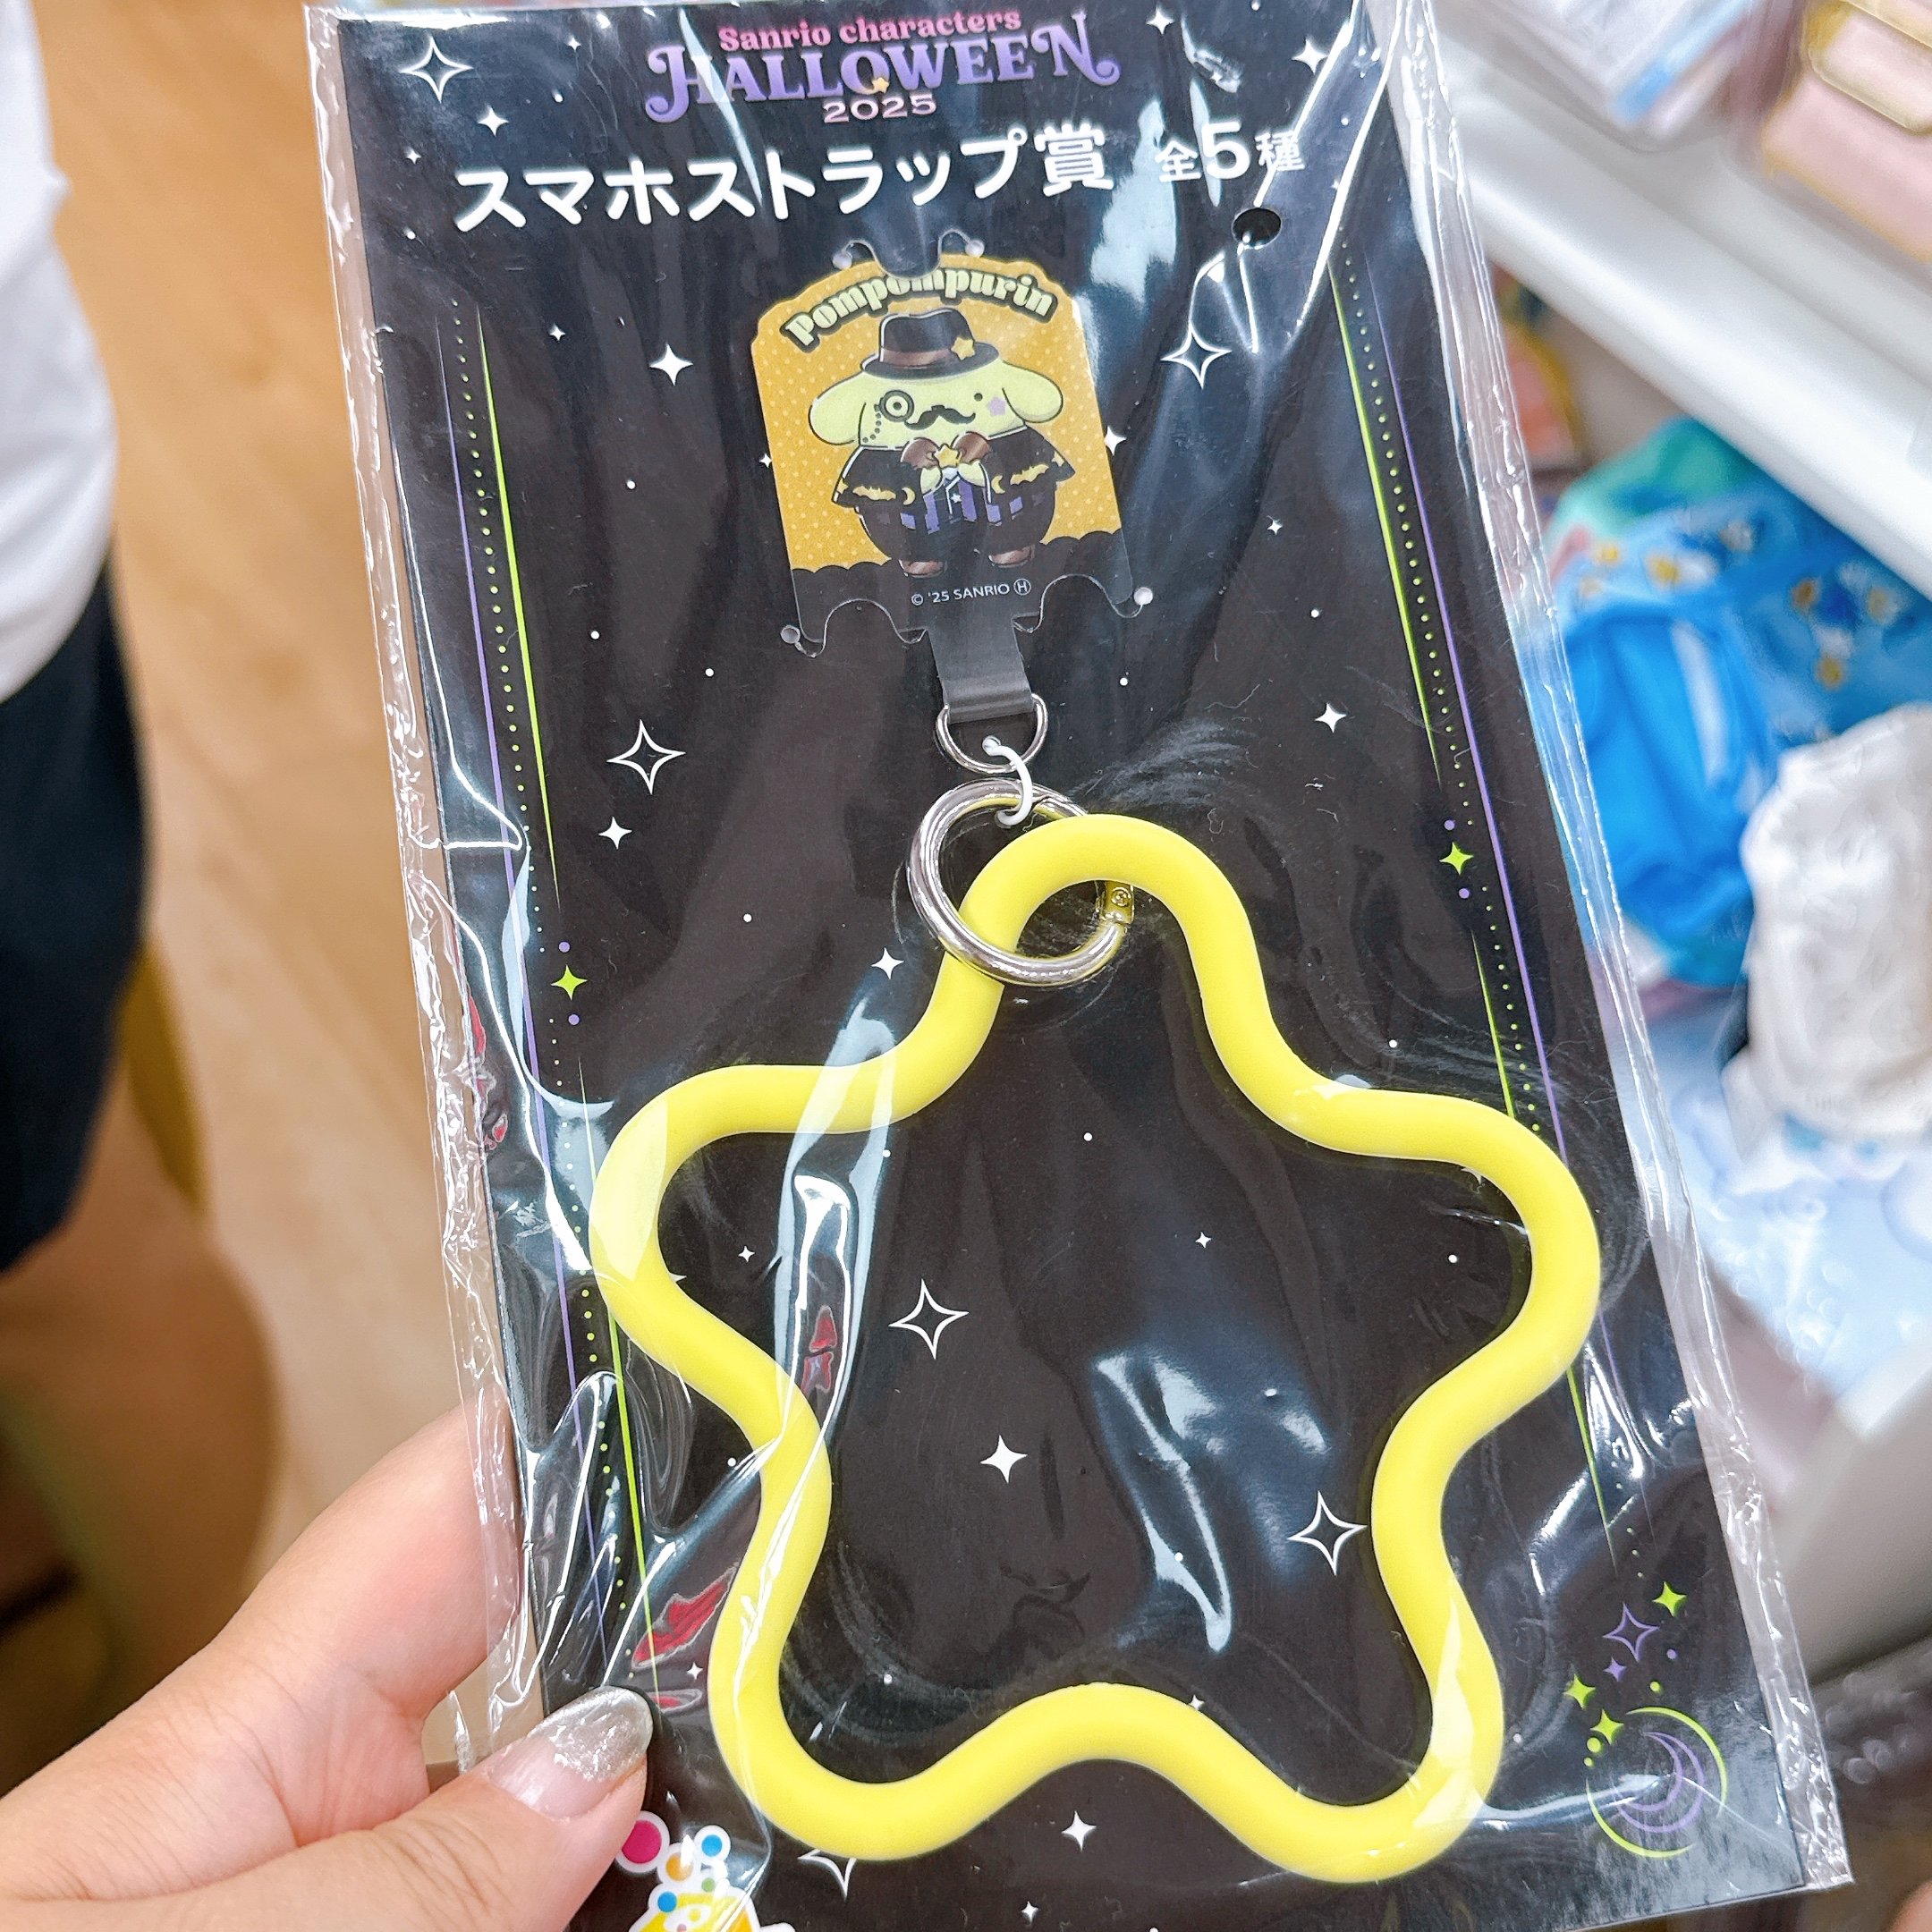 Sanrio characters
HALLOWEEN
2025
スマホストラップ賞 全5種
Pompompurin
© '25 SANRIO Ⓗ